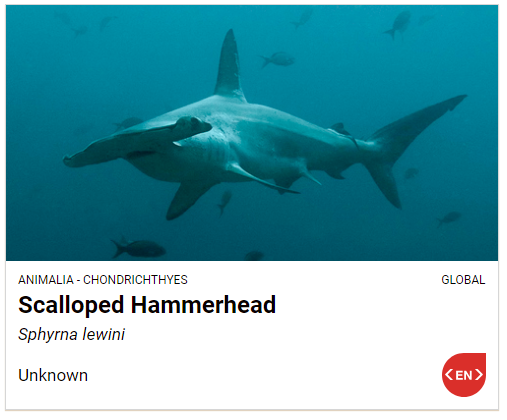 ANIMALIA - CHONDRICHTHYES GLOBAL
Scalloped Hammerhead
Sphyrna lewini
Unknown
EN